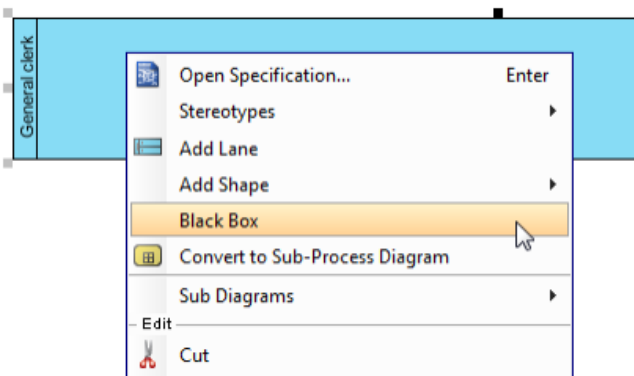 General clerk
Open Specification... Enter
Stereotypes
Add Lane
Add Shape
Black Box
Convert to Sub-Process Diagram
Sub Diagrams
Edit
Cut